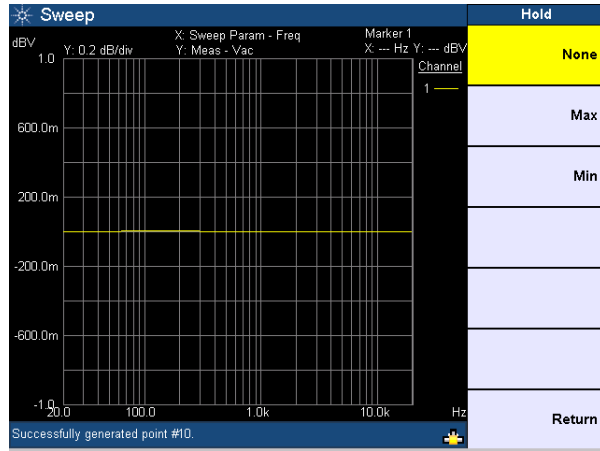 Sweep
Hold
dBV
Y: 0.2 dB/div
X: Sweep Param - Freq
Y: Meas - Vac
Marker 1
X: --- Hz Y: --- dBV
Channel
1
1.0
600.0m
200.0m
-200.0m
-600.0m
-1.0
20.0
100.0
1.0k
10.0k
Hz
None
Max
Min
Return
Successfully generated point #10.